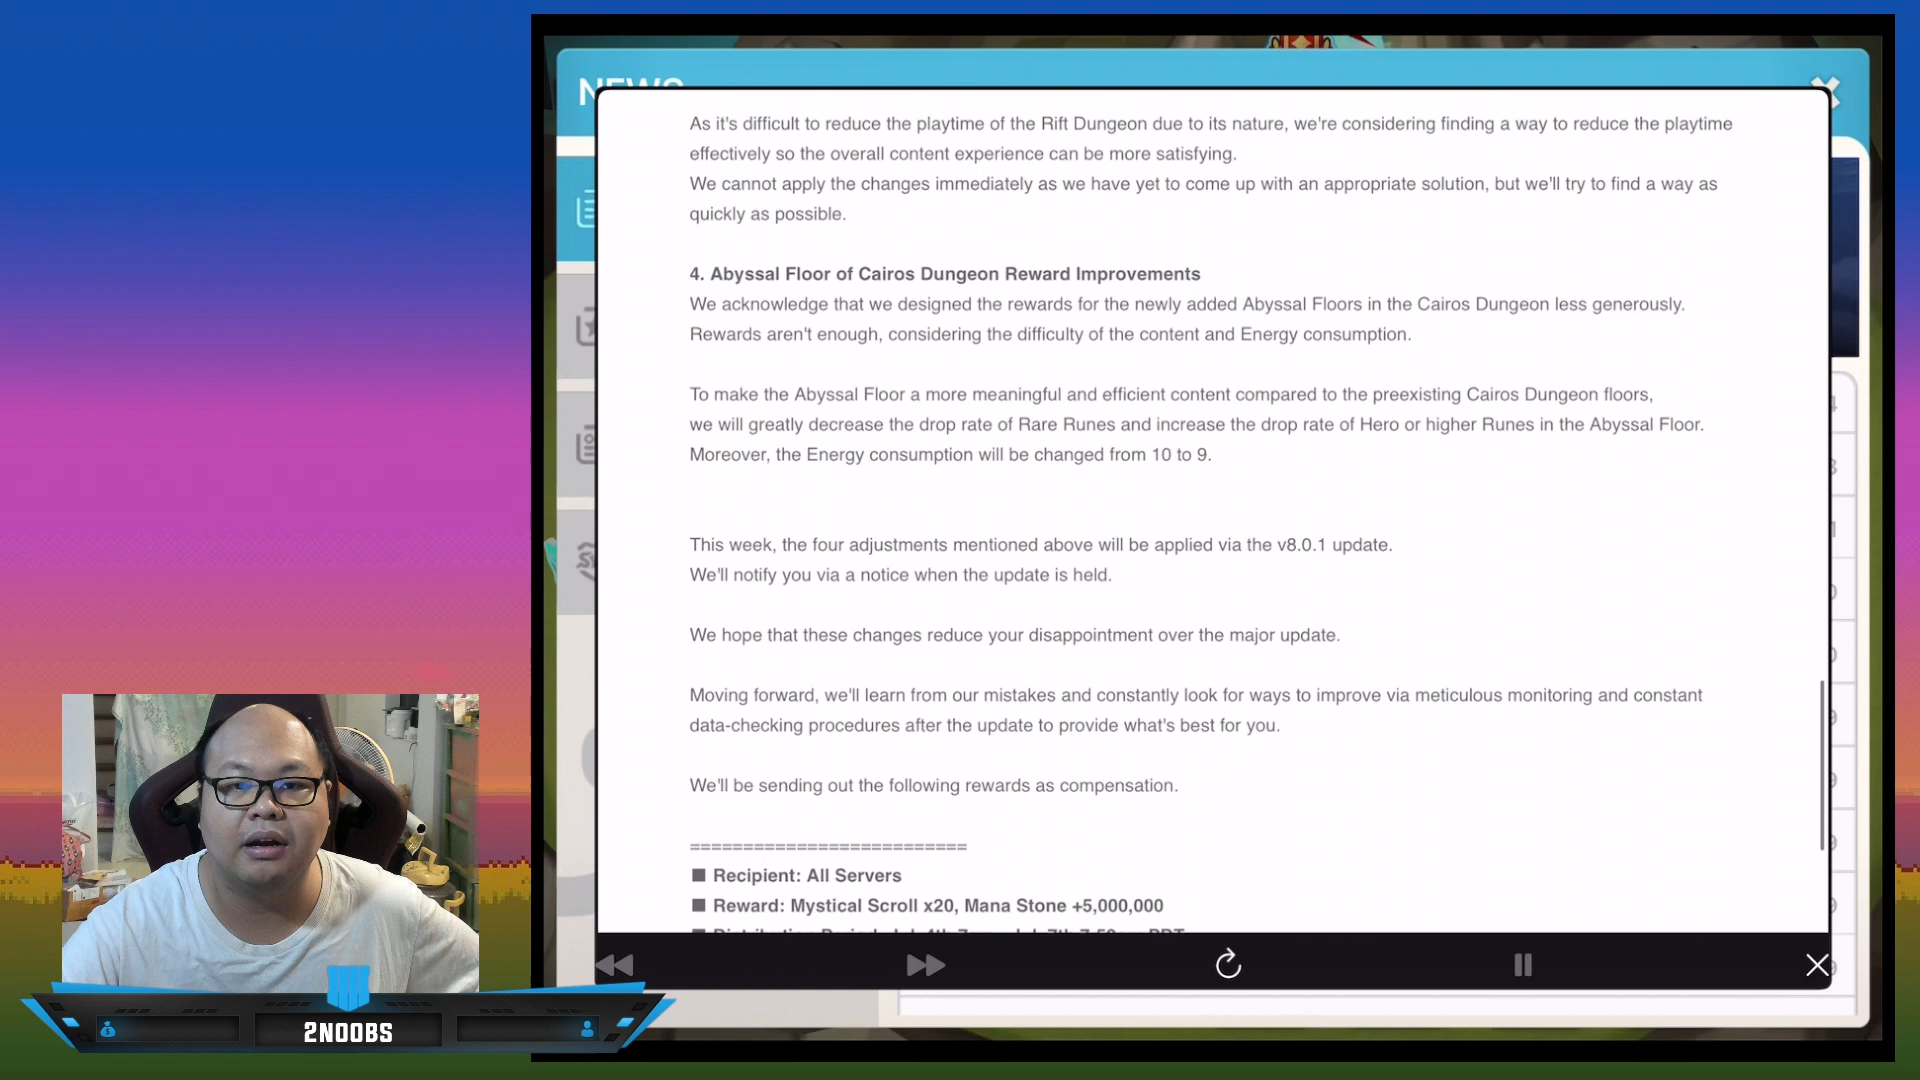 NEWS
As it's difficult to reduce the playtime of the Rift Dungeon due to its nature, we're considering finding a way to reduce the playtime
effectively so the overall content experience can be more satisfying.
We cannot apply the changes immediately as we have yet to come up with an appropriate solution, but we'll try to find a way as
quickly as possible.
4. Abyssal Floor of Cairos Dungeon Reward Improvements
We acknowledge that we designed the rewards for the newly added Abyssal Floors in the Cairos Dungeon less generously.
Rewards aren't enough, considering the difficulty of the content and Energy consumption.
To make the Abyssal Floor a more meaningful and efficient content compared to the preexisting Cairos Dungeon floors,
we will greatly decrease the drop rate of Rare Runes and increase the drop rate of Hero or higher Runes in the Abyssal Floor.
Moreover, the Energy consumption will be changed from 10 to 9.
This week, the four adjustments mentioned above will be applied via the v8.0.1 update.
We'll notify you via a notice when the update is held.
We hope that these changes reduce your disappointment over the major update.
Moving forward, we'll learn from our mistakes and constantly look for ways to improve via meticulous monitoring and constant
data-checking procedures after the update to provide what's best for you.
We'll be sending out the following rewards as compensation.
==========================
■ Recipient: All Servers
■ Reward: Mystical Scroll x20, Mana Stone +5,000,000
2NOOBS